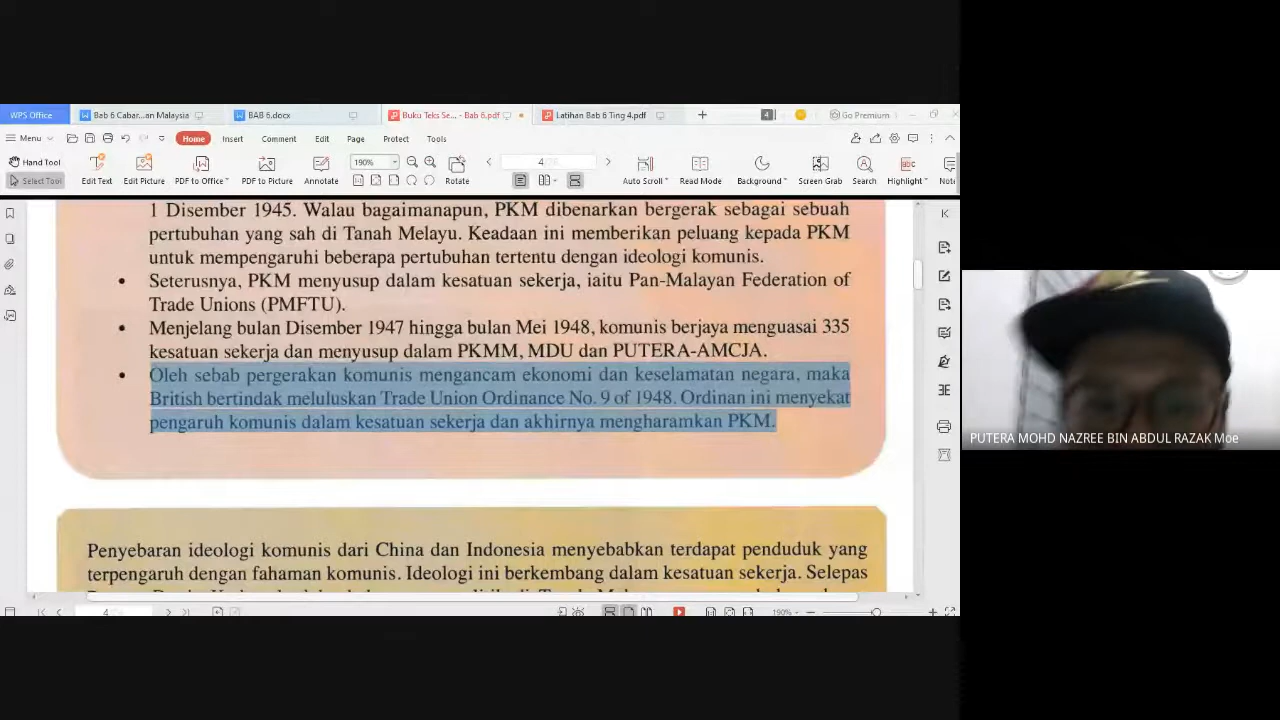 WPS Office
Bab 6 Cabar...an Malaysia
BAB 6.docx
Buku Teks Se... - Bab 6.pdf
Latihan Bab 6 Ting 4.pdf
4
Go Premium
Menu
Home
Insert
Comment
Edit
Page
Protect
Tools
Hand Tool
Select Tool
Edit Text
Edit Picture
PDF to Office
PDF to Picture
Annotate
190%
Rotate
Auto Scroll
Read Mode
Background
Screen Grab
Search
Highlight
1 Disember 1945. Walau bagaimanapun, PKM dibenarkan bergerak sebagai sebuah
pertubuhan yang sah di Tanah Melayu. Keadaan ini memberikan peluang kepada PKM
untuk mempengaruhi beberapa pertubuhan tertentu dengan ideologi komunis.
• Seterusnya, PKM menyusup dalam kesatuan sekerja, iaitu Pan-Malayan Federation of
Trade Unions (PMFTU).
• Menjelang bulan Disember 1947 hingga bulan Mei 1948, komunis berjaya menguasai 335
kesatuan sekerja dan menyusup dalam PKMM, MDU dan PUTERA-AMCJA.
• Oleh sebab pergerakan komunis mengancam ekonomi dan keselamatan negara, maka
British bertindak meluluskan Trade Union Ordinance No. 9 of 1948. Ordinan ini menyekat
pengaruh komunis dalam kesatuan sekerja dan akhirnya mengharamkan PKM.
Penyebaran ideologi komunis dari China dan Indonesia menyebabkan terdapat penduduk yang
terpengaruh dengan fahaman komunis. Ideologi ini berkembang dalam kesatuan sekerja. Selepas
190%
PUTERA MOHD NAZREE BIN ABDUL RAZAK Moe